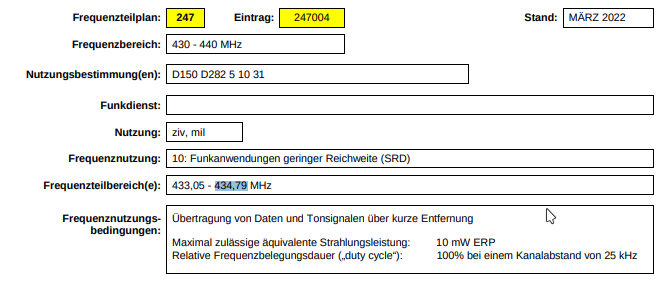 Frequenzteilplan: 247 Eintrag: 247004 Stand: MÄRZ 2022
Frequenzbereich: 430 - 440 MHz
Nutzungsbestimmung(en): D150 D282 5 10 31
Funkdienst:
Nutzung: ziv, mil
Frequenznutzung: 10: Funkanwendungen geringer Reichweite (SRD)
Frequenzteilbereich(e): 433,05 - 434,79 MHz
Frequenznutzungs-
bedingungen:
Übertragung von Daten und Tonsignalen über kurze Entfernung
Maximal zulässige äquivalente Strahlungsleistung: 10 mW ERP
Relative Frequenzbelegungsdauer („duty cycle“): 100% bei einem Kanalabstand von 25 kHz